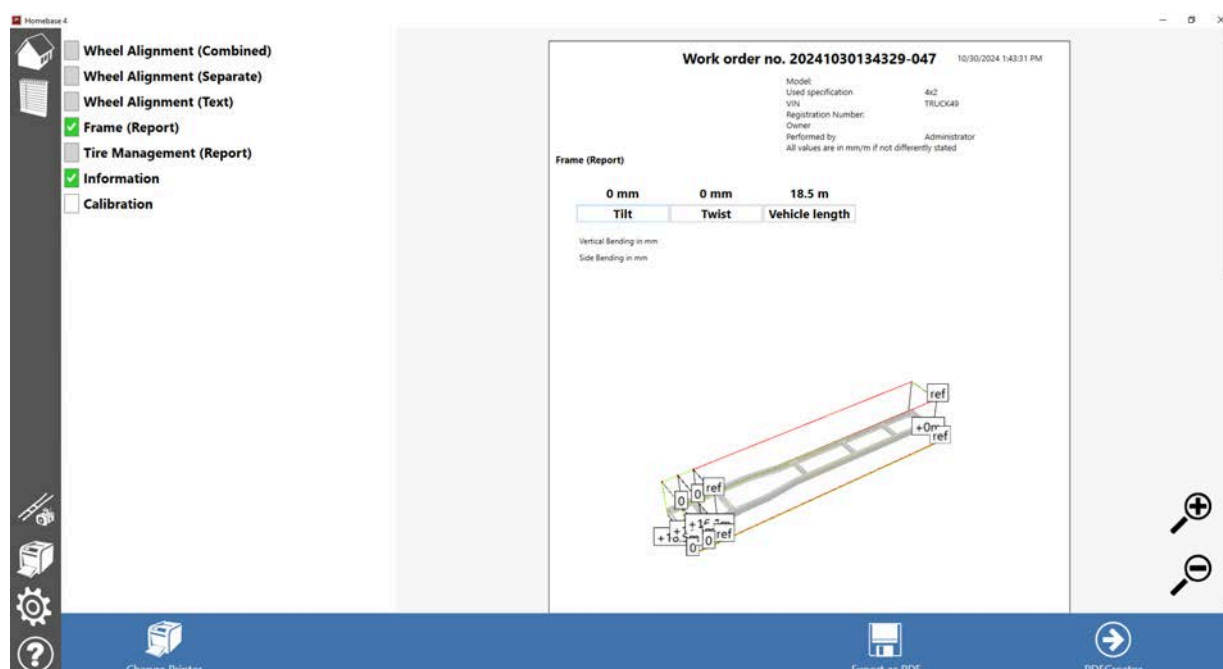 Homebase 4
Wheel Alignment (Combined)
Wheel Alignment (Separate)
Wheel Alignment (Text)
Frame (Report)
Tire Management (Report)
Information
Calibration
Work order no. 20241030134329-047 10/30/2024 1:43:31 PM
Model:
Used specification 4x2
VIN TRUCK49
Registration Number:
Owner
Performed by Administrator
All values are in mm/m if not differently stated
Frame (Report)
0 mm 0 mm 18.5 m
Tilt Twist Vehicle length
Vertical Bending in mm
Side Bending in mm
ref
ref
0 0 ref
ref
0 0
Change Printer Export as PDF PDFCreator